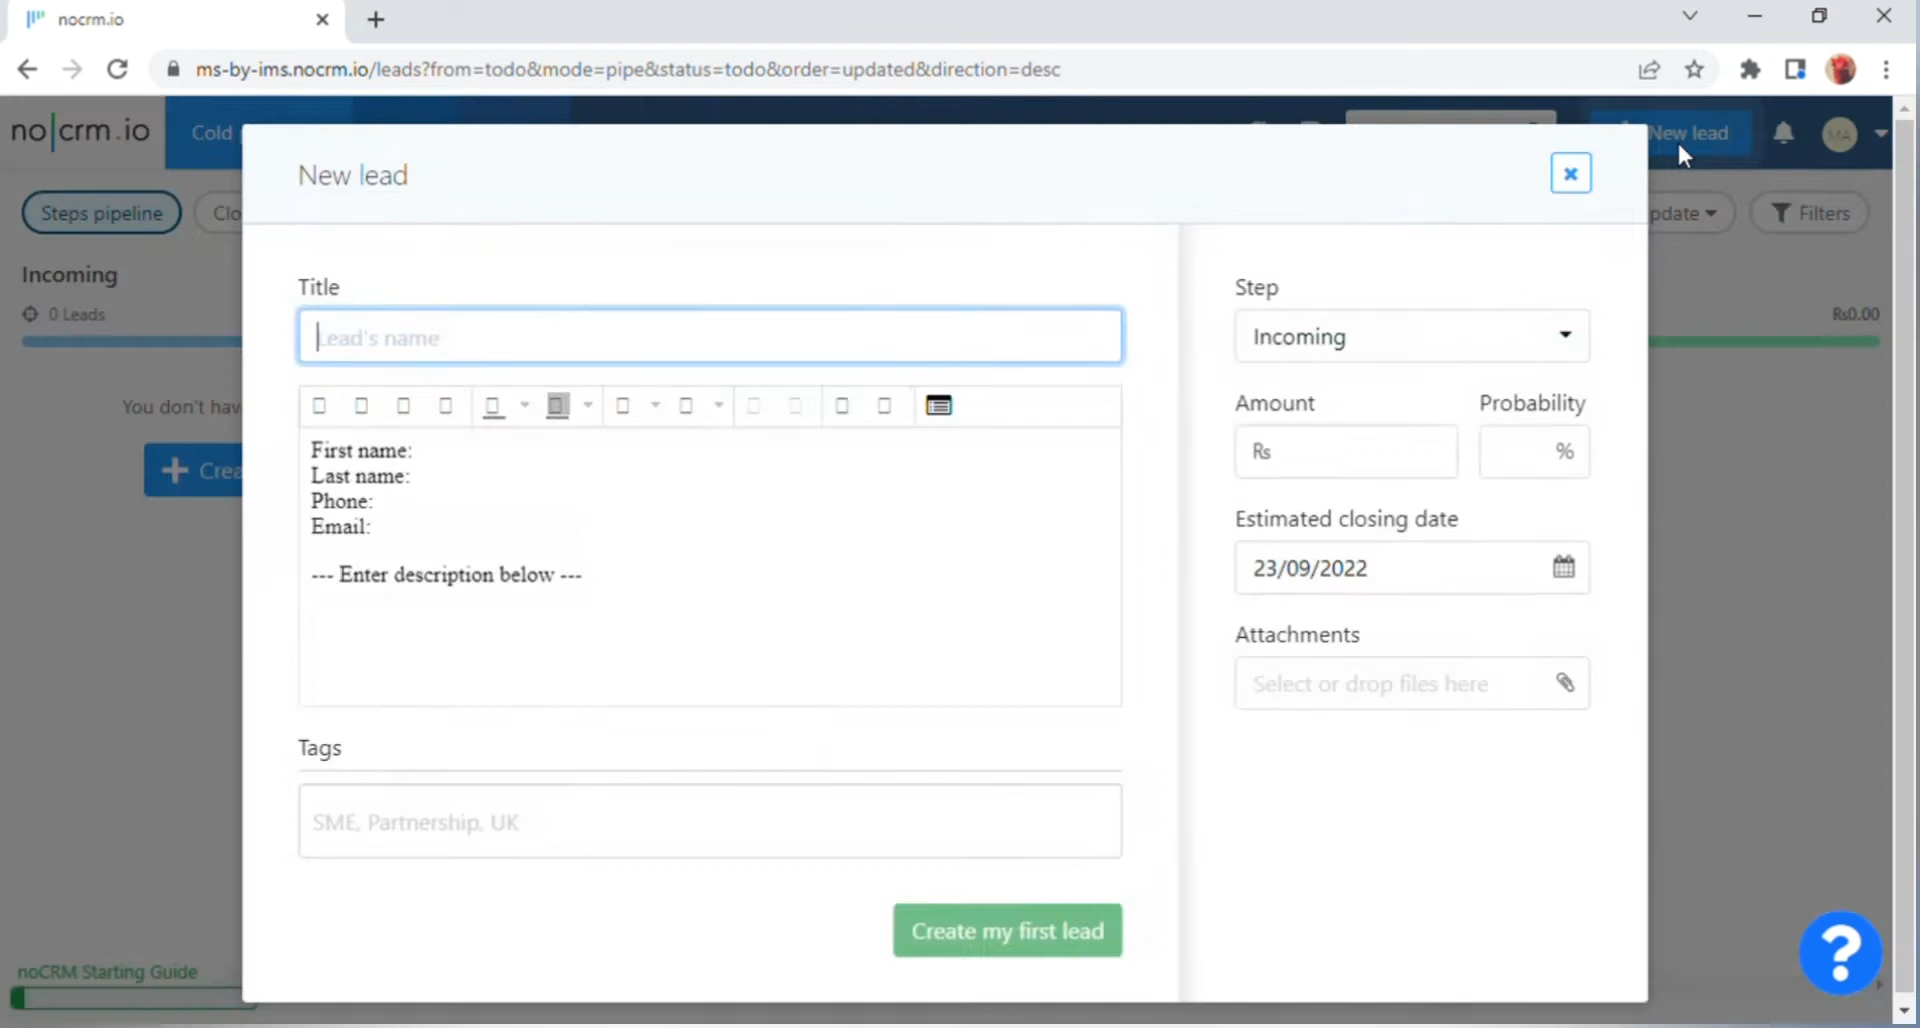 nocrm.io
ms-by-ims.nocrm.io/leads?from=todo&mode=pipe&status=todo&order=updated&direction=desc
no|crm.io
Cold
New lead
MA
Steps pipeline
Filters
Incoming
0 Leads
Rs0.00
You don't
New lead
Title
Lead's name
First name:
Last name:
Phone:
Email:
--- Enter description below ---
Tags
SME, Partnership, UK
Create my first lead
Step
Incoming
Amount
Probability
Rs
%
Estimated closing date
23/09/2022
Attachments
Select or drop files here
noCRM Starting Guide
?